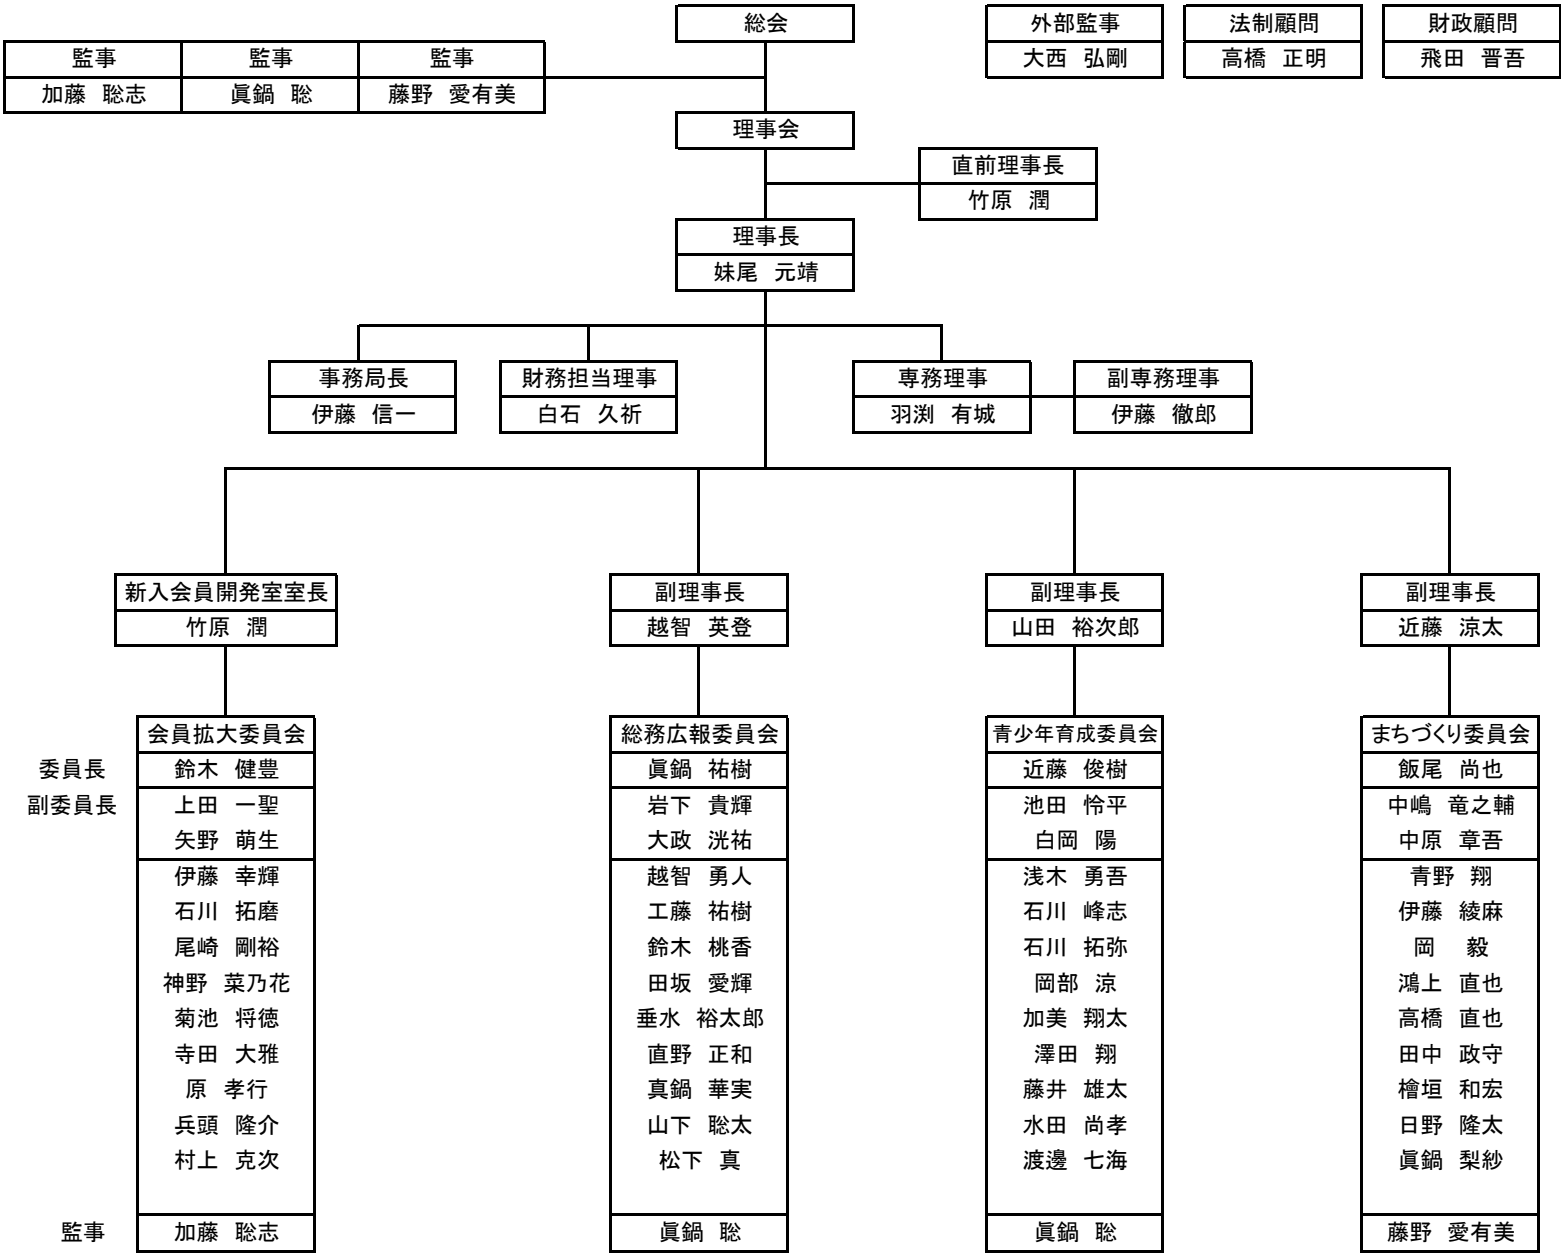 総会
外部監事
大西 弘剛
法制顧問
高橋 正明
財政顧問
飛田 晋吾
監事
加藤 聡志
監事
眞鍋 聡
監事
藤野 愛有美
理事会
直前理事長
竹原 潤
理事長
妹尾 元靖
事務局長
伊藤 信一
財務担当理事
白石 久祈
専務理事
羽渕 有城
副専務理事
伊藤 徹郎
新入会員開発室室長
竹原 潤
副理事長
越智 英登
副理事長
山田 裕次郎
副理事長
近藤 涼太
委員長
副委員長
監事
会員拡大委員会
鈴木 健豊
上田 一聖
矢野 萌生
伊藤 幸輝
石川 拓磨
尾崎 剛裕
神野 菜乃花
菊池 将徳
寺田 大雅
原 孝行
兵頭 隆介
村上 克次
加藤 聡志
総務広報委員会
眞鍋 祐樹
岩下 貴輝
大政 洸祐
越智 勇人
工藤 祐樹
鈴木 桃香
田坂 愛輝
垂水 裕太郎
直野 正和
真鍋 華実
山下 聡太
松下 真
眞鍋 聡
青少年育成委員会
近藤 俊樹
池田 怜平
白岡 陽
浅木 勇吾
石川 峰志
石川 拓弥
岡部 涼
加美 翔太
澤田 翔
藤井 雄太
水田 尚孝
渡邊 七海
眞鍋 聡
まちづくり委員会
飯尾 尚也
中嶋 竜之輔
中原 章吾
青野 翔
伊藤 綾麻
岡 毅
鴻上 直也
高橋 直也
田中 政守
檜垣 和宏
日野 隆太
眞鍋 梨紗
藤野 愛有美